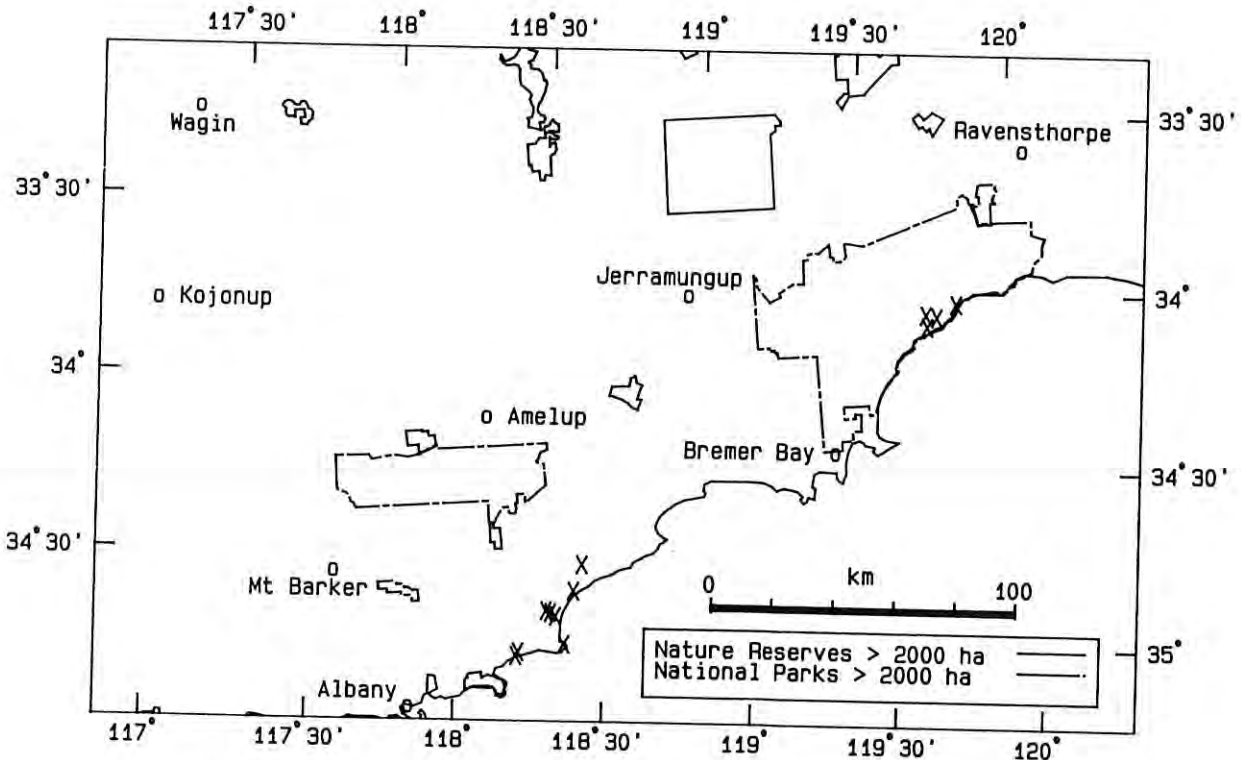 117° 30' 118° 118° 30' 119° 119° 30' 120°
Wagin
Ravensthorpe
33° 30'
33° 30'
Jerramungup
Kojonup
34°
34°
Amelup
Bremer Bay
34° 30'
34° 30'
Mt Barker
0 km 100
Nature Reserves > 2000 ha
National Parks > 2000 ha
35°
Albany
117° 117° 30' 118° 118° 30' 119° 119° 30' 120°